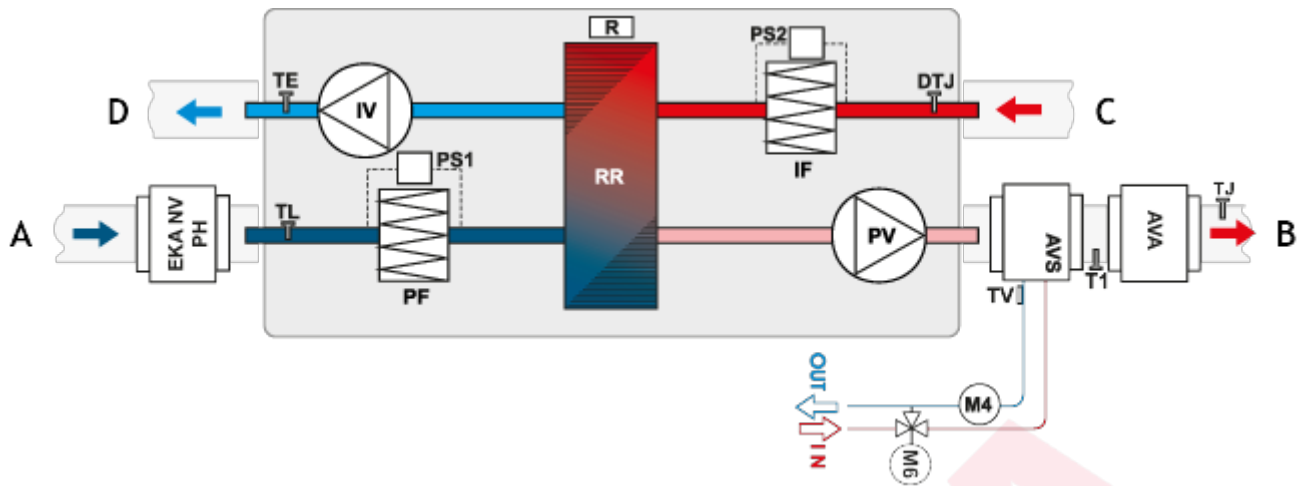 R
PS2
TE
DTJ
D
IV
C
PS1
IF
RR
EKA NV
PH
TL
TJ
A
PV
AVS
AVA
B
PF
T1
TV
OUT
M4
IN
M6